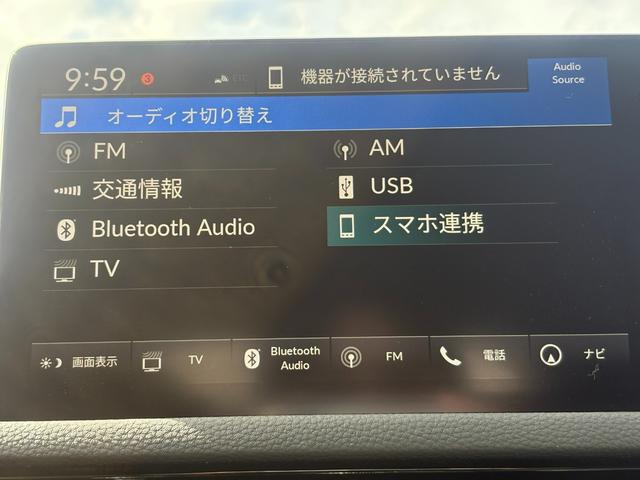 9:59 3 ETC 機器が接続されていません Audio
Source
オーディオ切り替え
FM AM
交通情報 USB
Bluetooth Audio スマホ連携
TV
画面表示 TV Bluetooth
Audio FM 電話 ナビ